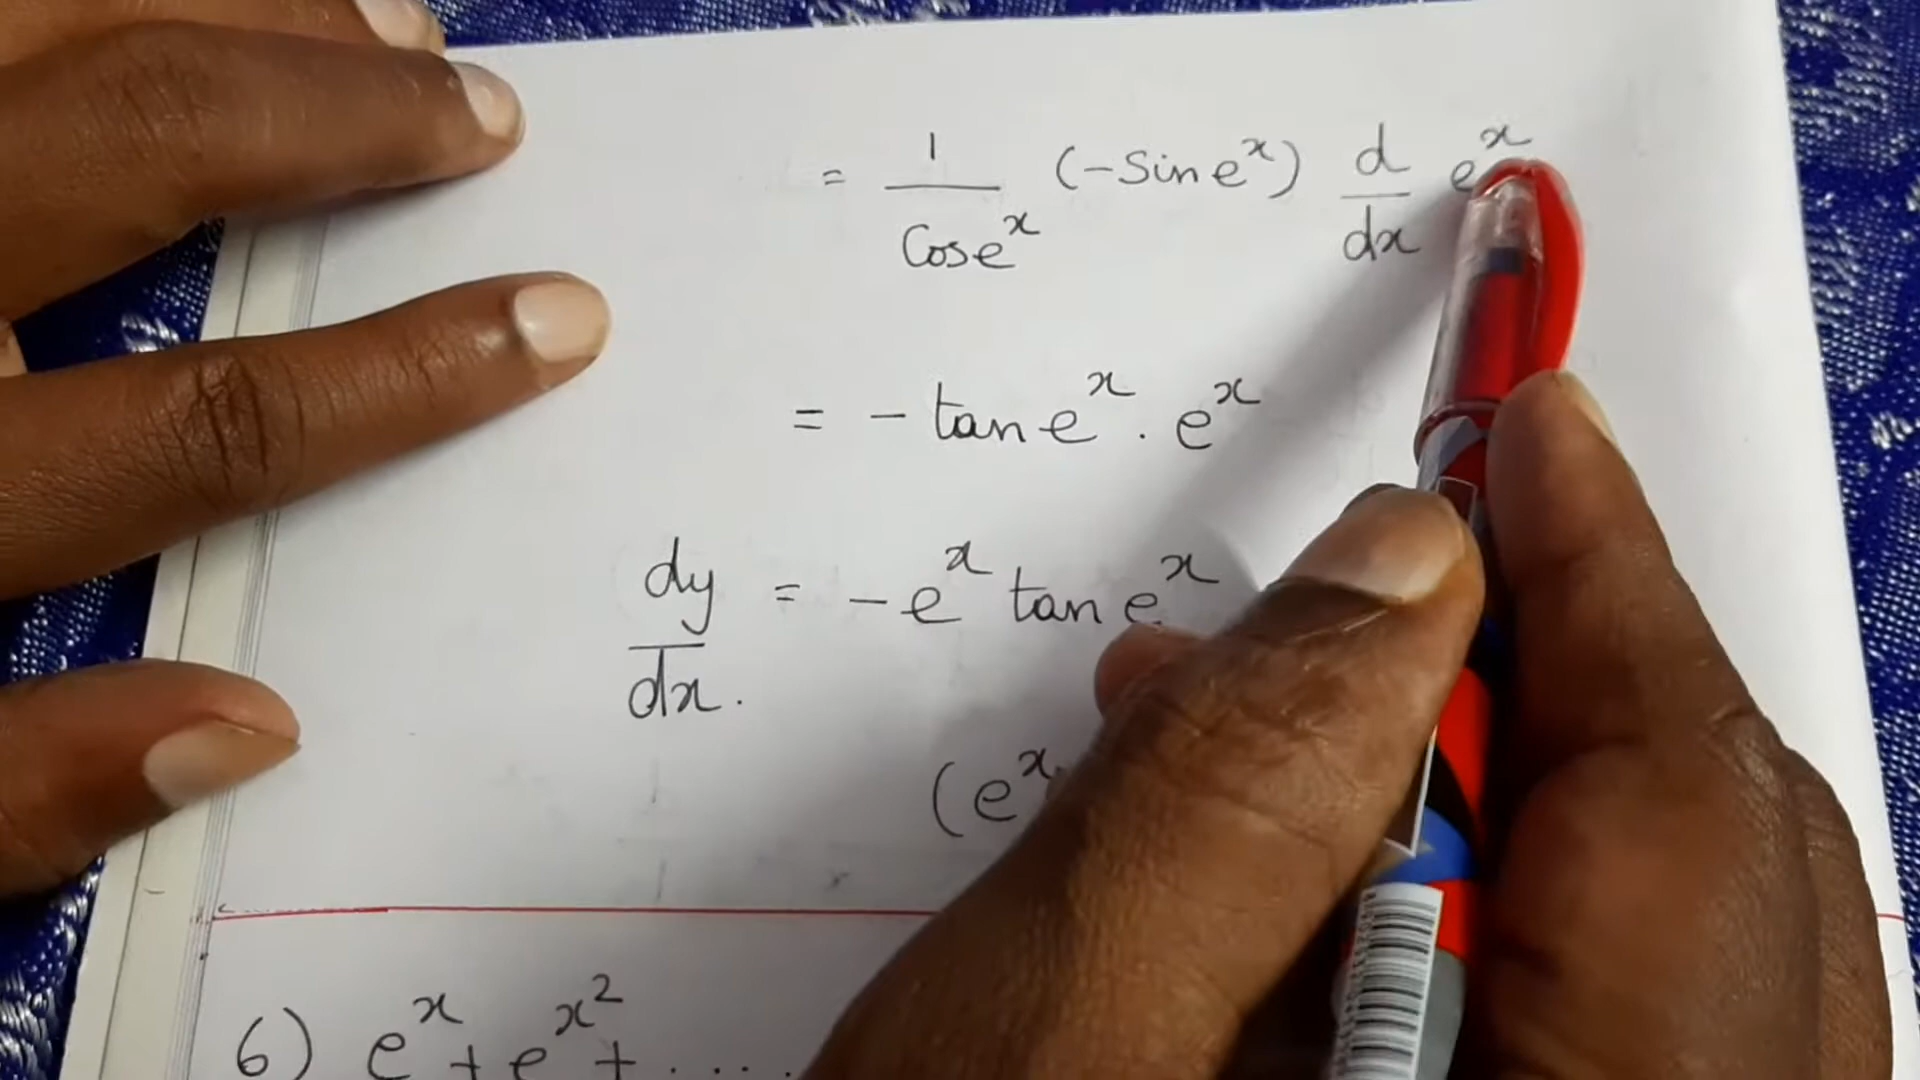 = 1/Cos e^x (-Sin e^x) d/dx e^x
= - tan e^x . e^x
dy/dx. = - e^x tan e^x
(e^x
6) e^x + e^x^2 + ....